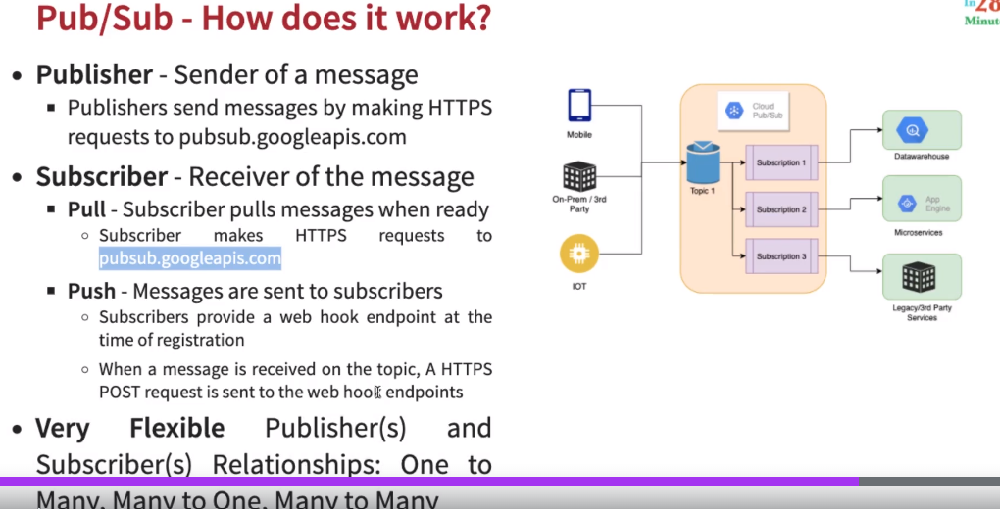 Pub/Sub - How does it work?
In28
Minut
• Publisher - Sender of a message
▪ Publishers send messages by making HTTPS
requests to pubsub.googleapis.com
• Subscriber - Receiver of the message
▪ Pull - Subscriber pulls messages when ready
◦ Subscriber makes HTTPS requests to
pubsub.googleapis.com
▪ Push - Messages are sent to subscribers
◦ Subscribers provide a web hook endpoint at the
time of registration
◦ When a message is received on the topic, A HTTPS
POST request is sent to the web hook endpoints
• Very Flexible Publisher(s) and
Subscriber(s) Relationships: One to
Many, Many to One, Many to Many
Mobile
On-Prem / 3rd
Party
IOT
Cloud
Pub/Sub
Topic 1
Subscription 1
Subscription 2
Subscription 3
Datawarehouse
App
Engine
Microservices
Legacy/3rd Party
Services